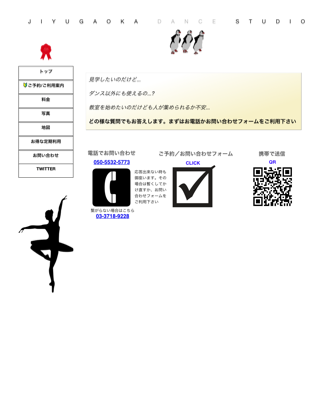 JIYUGAOKA DANCE STUDIO
トップ
ご予約/ご利用案内
料金
写真
地図
お得な定期利用
お問い合わせ
TWITTER
見学したいのだけど...
ダンス以外にも使えるの...?
教室を始めたいのだけども人が集められるか不安...
どの様な質問でもお答えします。まずはお電話かお問い合わせフォームをご利用下さい
電話でお問い合わせ
050-5532-5773
応答出来ない時も
御座います。その
場合は暫くしてか
け直すか、お問い
合わせフォームを
ご利用下さい
繋がらない場合はこちら
03-3718-9228
ご予約／お問い合わせフォーム
CLICK
携帯で送信
QR